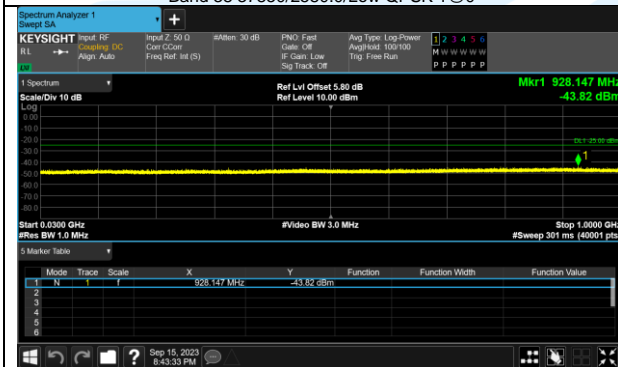 Spectrum Analyzer 1
Swept SA
+
KEYSIGHT Input: RF Input Z: 50 Ω #Atten: 30 dB PNO: Fast Avg Type: Log-Power 1 2 3 4 5 6
RL Coupling: DC Corr CCorr Gate: Off Avg|Hold: 100/100 M W W W W W
Align: Auto Freq Ref: Int (S) IF Gain: Low Trig: Free Run
Sig Track: Off P P P P P P
1 Spectrum Ref Lvl Offset 5.80 dB Mkr1 928.147 MHz
Scale/Div 10 dB Ref Level 10.00 dBm -43.82 dBm
Log
0.00
-10.0
-20.0
DL1 -25.00 dBm
-30.0
1
-40.0
-50.0
-60.0
-70.0
-80.0
Start 0.0300 GHz #Video BW 3.0 MHz Stop 1.0000 GHz
#Res BW 1.0 MHz #Sweep 301 ms (40001 pts)
5 Marker Table
Mode Trace Scale X Y Function Function Width Function Value
1 N 1 f 928.147 MHz -43.82 dBm
2
3
4
5
6
? Sep 15, 2023
8:43:33 PM